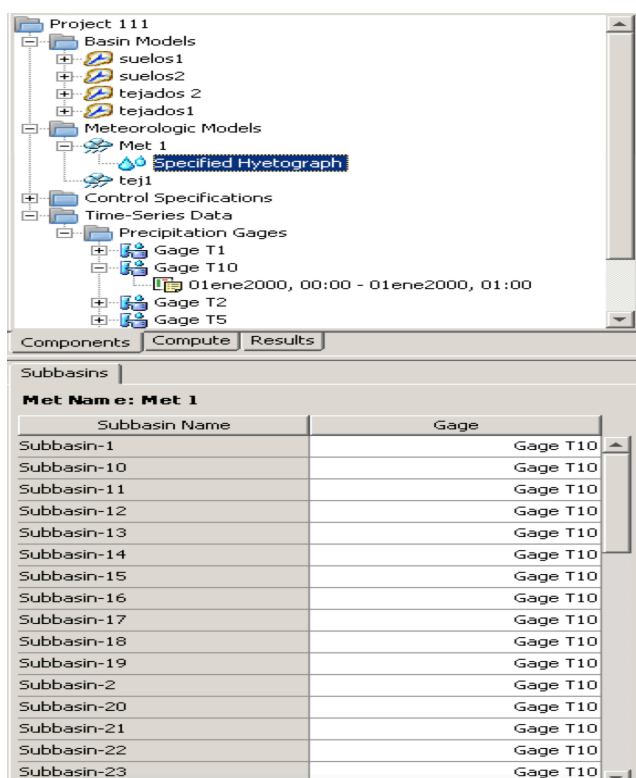 Project 111
Basin Models
suelos1
suelos2
tejados 2
tejados1
Meteorologic Models
Met 1
Specified Hyetograph
tej1
Control Specifications
Time-Series Data
Precipitation Gages
Gage T1
Gage T10
01ene2000, 00:00 - 01ene2000, 01:00
Gage T2
Gage T5
Components Compute Results
Subbasins
Met Name: Met 1
Subbasin Name Gage
Subbasin-1 Gage T10
Subbasin-10 Gage T10
Subbasin-11 Gage T10
Subbasin-12 Gage T10
Subbasin-13 Gage T10
Subbasin-14 Gage T10
Subbasin-15 Gage T10
Subbasin-16 Gage T10
Subbasin-17 Gage T10
Subbasin-18 Gage T10
Subbasin-19 Gage T10
Subbasin-2 Gage T10
Subbasin-20 Gage T10
Subbasin-21 Gage T10
Subbasin-22 Gage T10
Subbasin-23 Gage T10